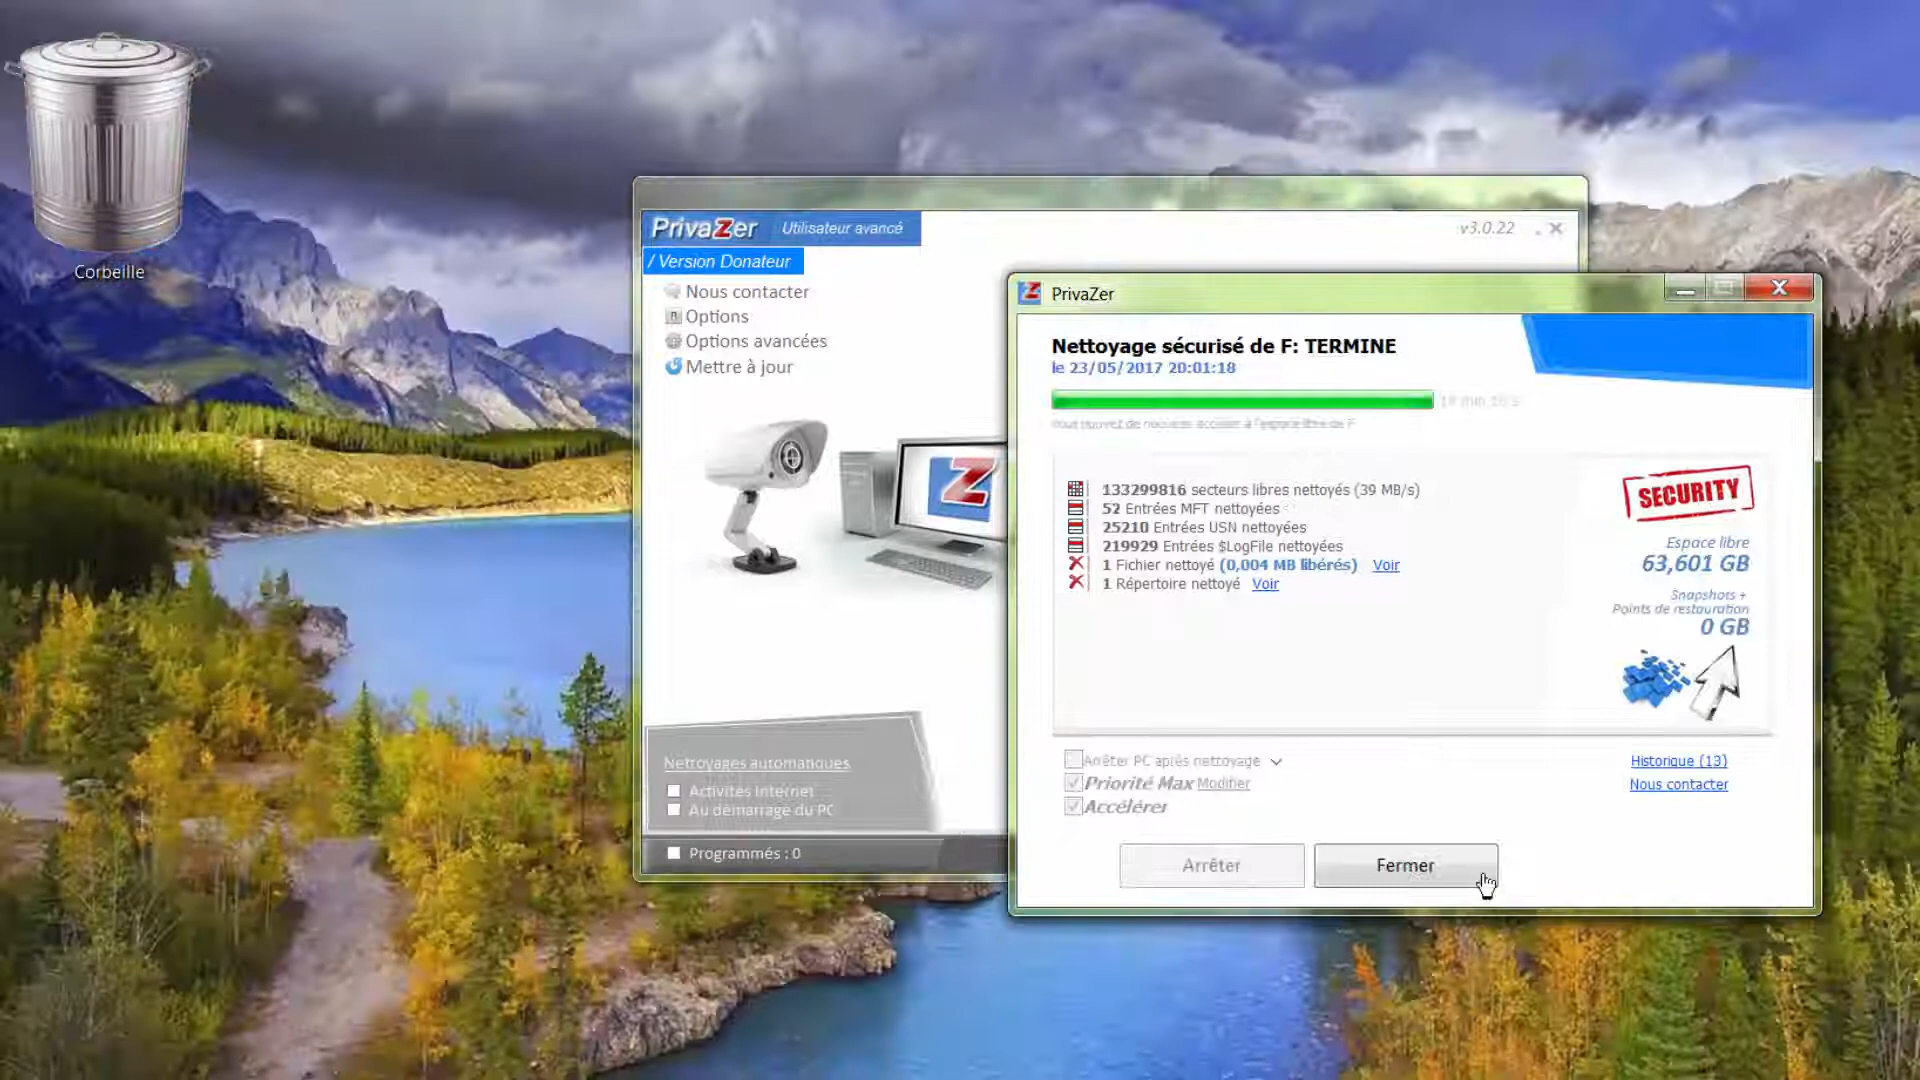 Corbeille
PrivaZer Utilisateur avancé
v3.0.22
/ Version Donateur
Nous contacter
Options
Options avancées
Mettre à jour
Nettoyages automatiques
Activités Internet
Au démarrage du PC
Programmés : 0
PrivaZer
Nettoyage sécurisé de F: TERMINE
le 23/05/2017 20:01:18
133299816 secteurs libres nettoyés (39 MB/s)
52 Entrées MFT nettoyées
25210 Entrées USN nettoyées
219929 Entrées $LogFile nettoyées
1 Fichier nettoyé (0,004 MB libérés) Voir
1 Répertoire nettoyé Voir
SECURITY
Espace libre
63,601 GB
Snapshots +
Points de restauration
0 GB
Arrêter PC après nettoyage
Priorité Max Modifier
Accélérer
Historique (13)
Nous contacter
Arrêter
Fermer